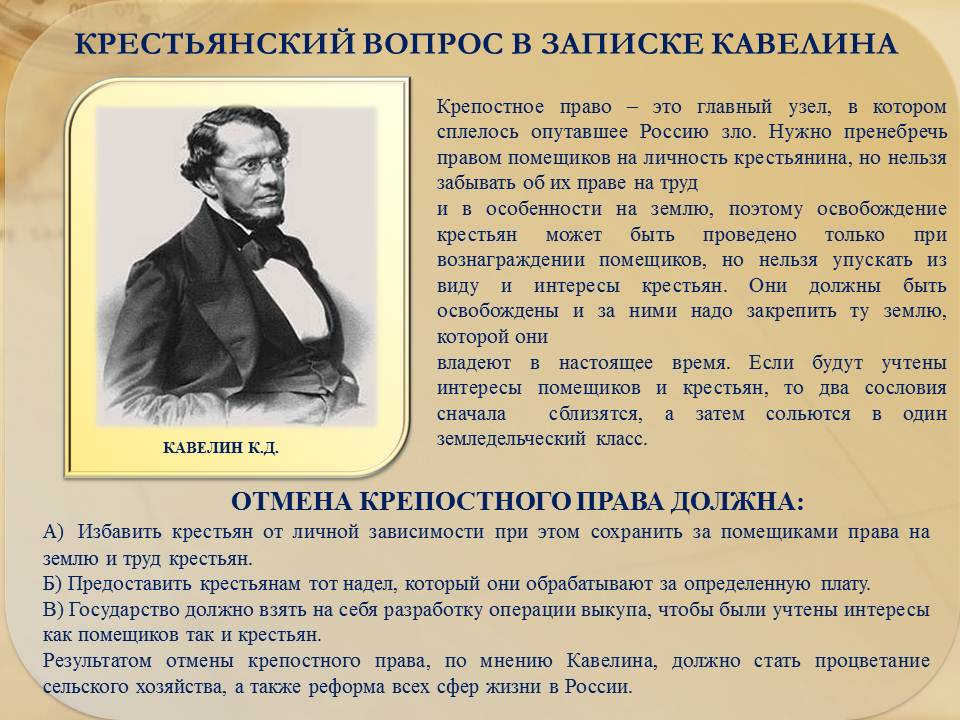 КРЕСТЬЯНСКИЙ ВОПРОС В ЗАПИСКЕ КАВЕЛИНА
Крепостное право – это главный узел, в котором
сплелось опутавшее Россию зло. Нужно пренебречь
правом помещиков на личность крестьянина, но нельзя
забывать об их праве на труд
и в особенности на землю, поэтому освобождение
крестьян может быть проведено только при
вознаграждении помещиков, но нельзя упускать из
виду и интересы крестьян. Они должны быть
освобождены и за ними надо закрепить ту землю,
которой они
владеют в настоящее время. Если будут учтены
интересы помещиков и крестьян, то два сословия
сначала сблизятся, а затем сольются в один
земледельческий класс.
КАВЕЛИН К.Д.
ОТМЕНА КРЕПОСТНОГО ПРАВА ДОЛЖНА:
А) Избавить крестьян от личной зависимости при этом сохранить за помещиками права на
землю и труд крестьян.
Б) Предоставить крестьянам тот надел, который они обрабатывают за определенную плату.
В) Государство должно взять на себя разработку операции выкупа, чтобы были учтены интересы
как помещиков так и крестьян.
Результатом отмены крепостного права, по мнению Кавелина, должно стать процветание
сельского хозяйства, а также реформа всех сфер жизни в России.